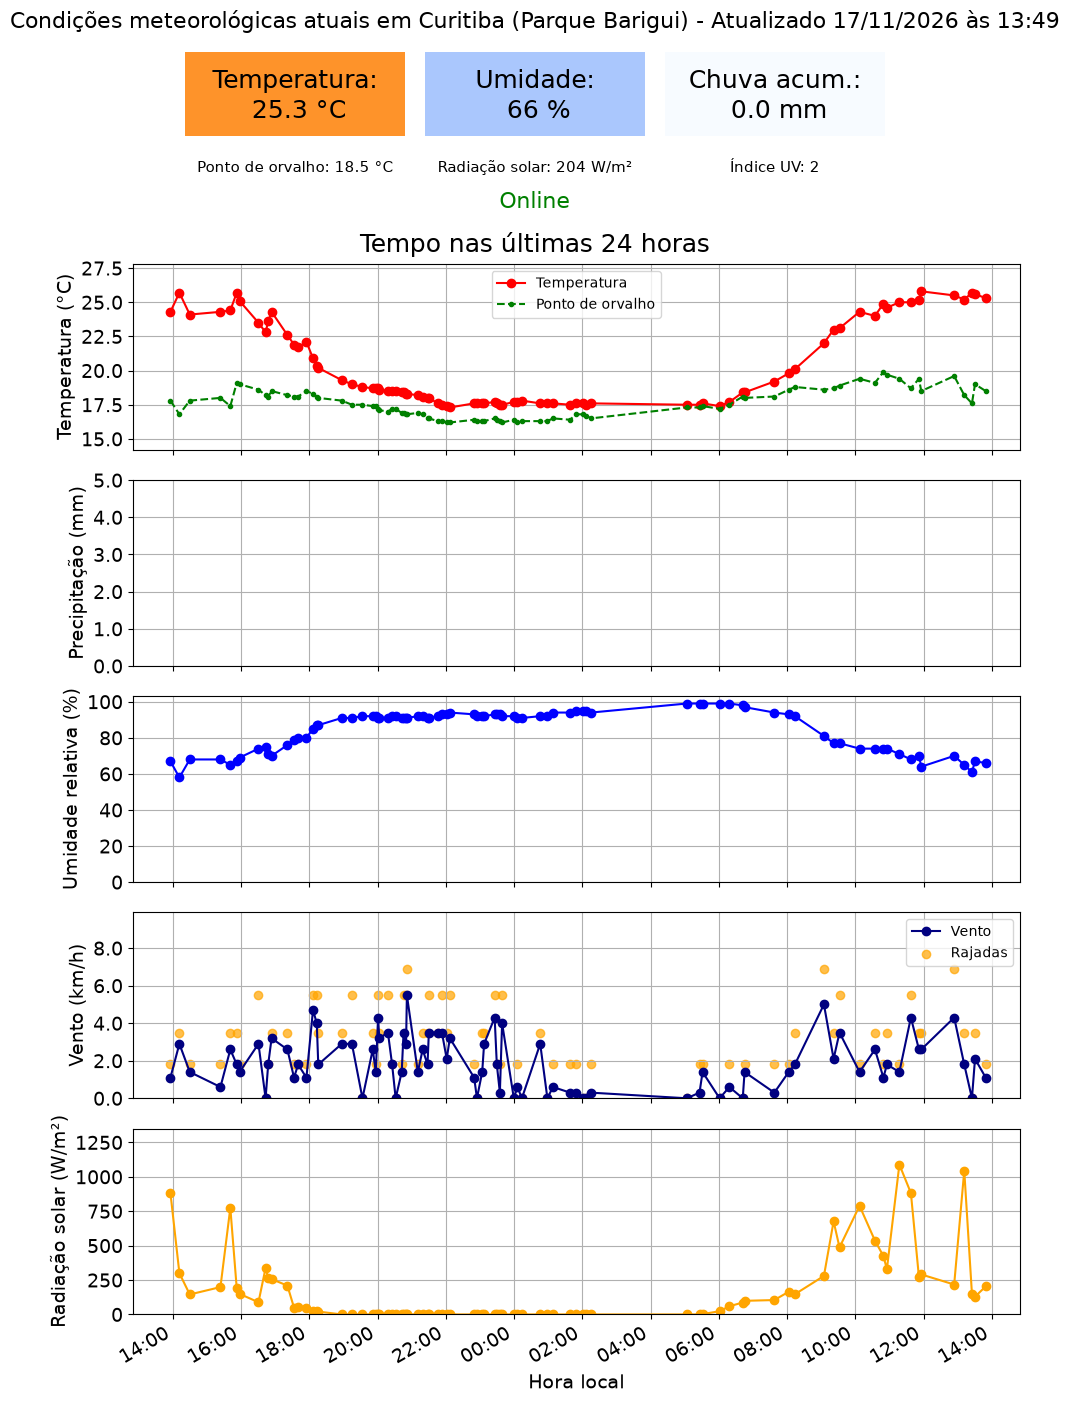 Condições meteorológicas atuais em Curitiba (Parque Barigui) - Atualizado 17/11/2026 às 13:49
Temperatura:
25.3 °C
Umidade:
66 %
Chuva acum.:
0.0 mm
Ponto de orvalho: 18.5 °C
Radiação solar: 204 W/m²
Índice UV: 2
Online
Tempo nas últimas 24 horas
Temperatura (°C)
27.5
25.0
22.5
20.0
17.5
15.0
Temperatura
Ponto de orvalho
Precipitação (mm)
5.0
4.0
3.0
2.0
1.0
0.0
Umidade relativa (%)
100
80
60
40
20
0
Vento (km/h)
8.0
6.0
4.0
2.0
0.0
Vento
Rajadas
Radiação solar (W/m²)
1250
1000
750
500
250
0
14:00
16:00
18:00
20:00
22:00
00:00
02:00
04:00
06:00
08:00
10:00
12:00
14:00
Hora local